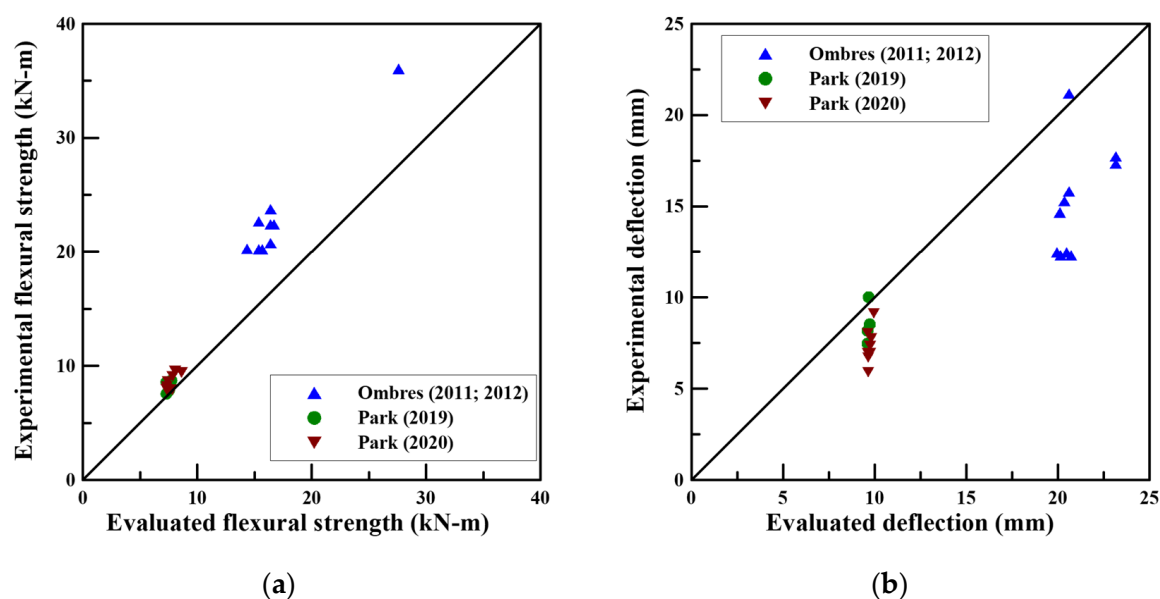 40
30
20
10
0
0
10
20
30
40
Experimental flexural strength (kN-m)
Evaluated flexural strength (kN-m)
Ombres (2011; 2012)
Park (2019)
Park (2020)
(a)
25
20
15
10
5
0
0
5
10
15
20
25
Experimental deflection (mm)
Evaluated deflection (mm)
Ombres (2011; 2012)
Park (2019)
Park (2020)
(b)